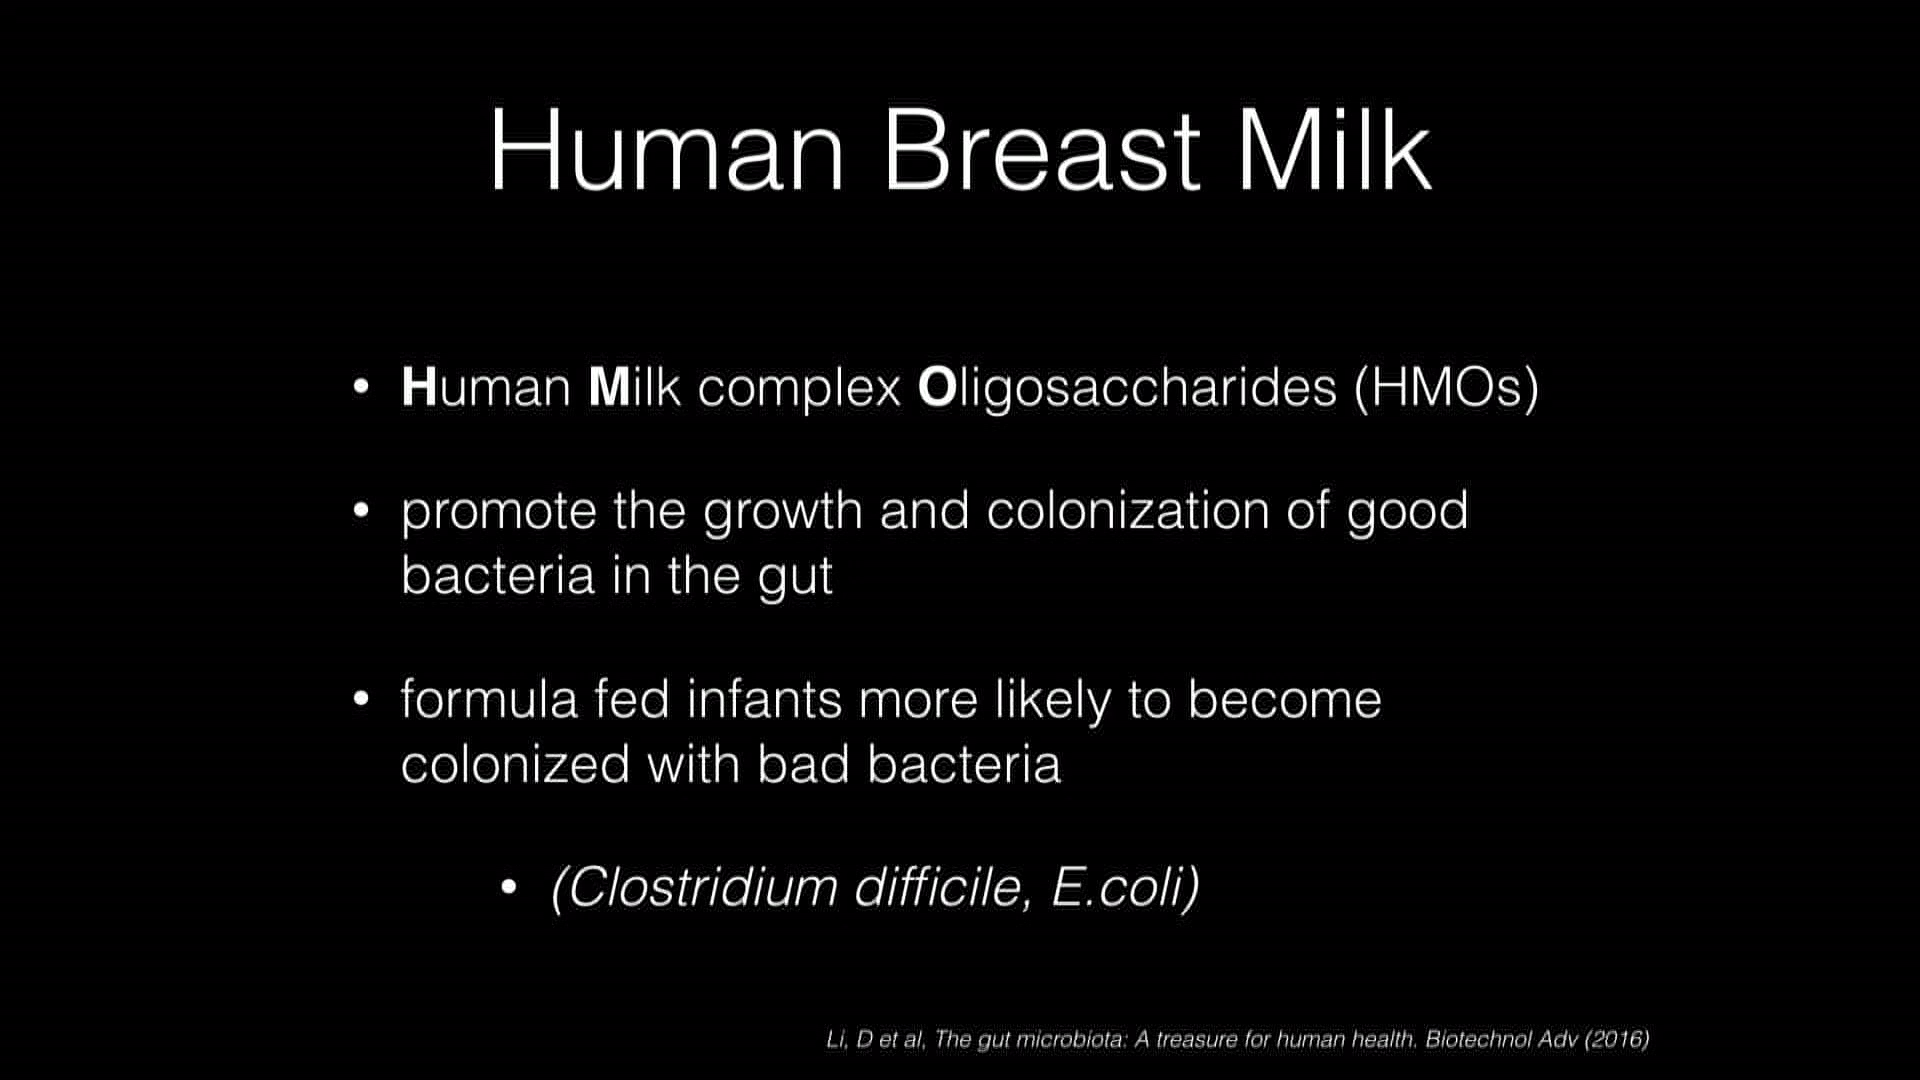 Human Breast Milk
• Human Milk complex Oligosaccharides (HMOs)
• promote the growth and colonization of good
bacteria in the gut
• formula fed infants more likely to become
colonized with bad bacteria
• (Clostridium difficile, E.coli)
Li, D et al, The gut microbiota: A treasure for human health. Biotechnol Adv (2016)